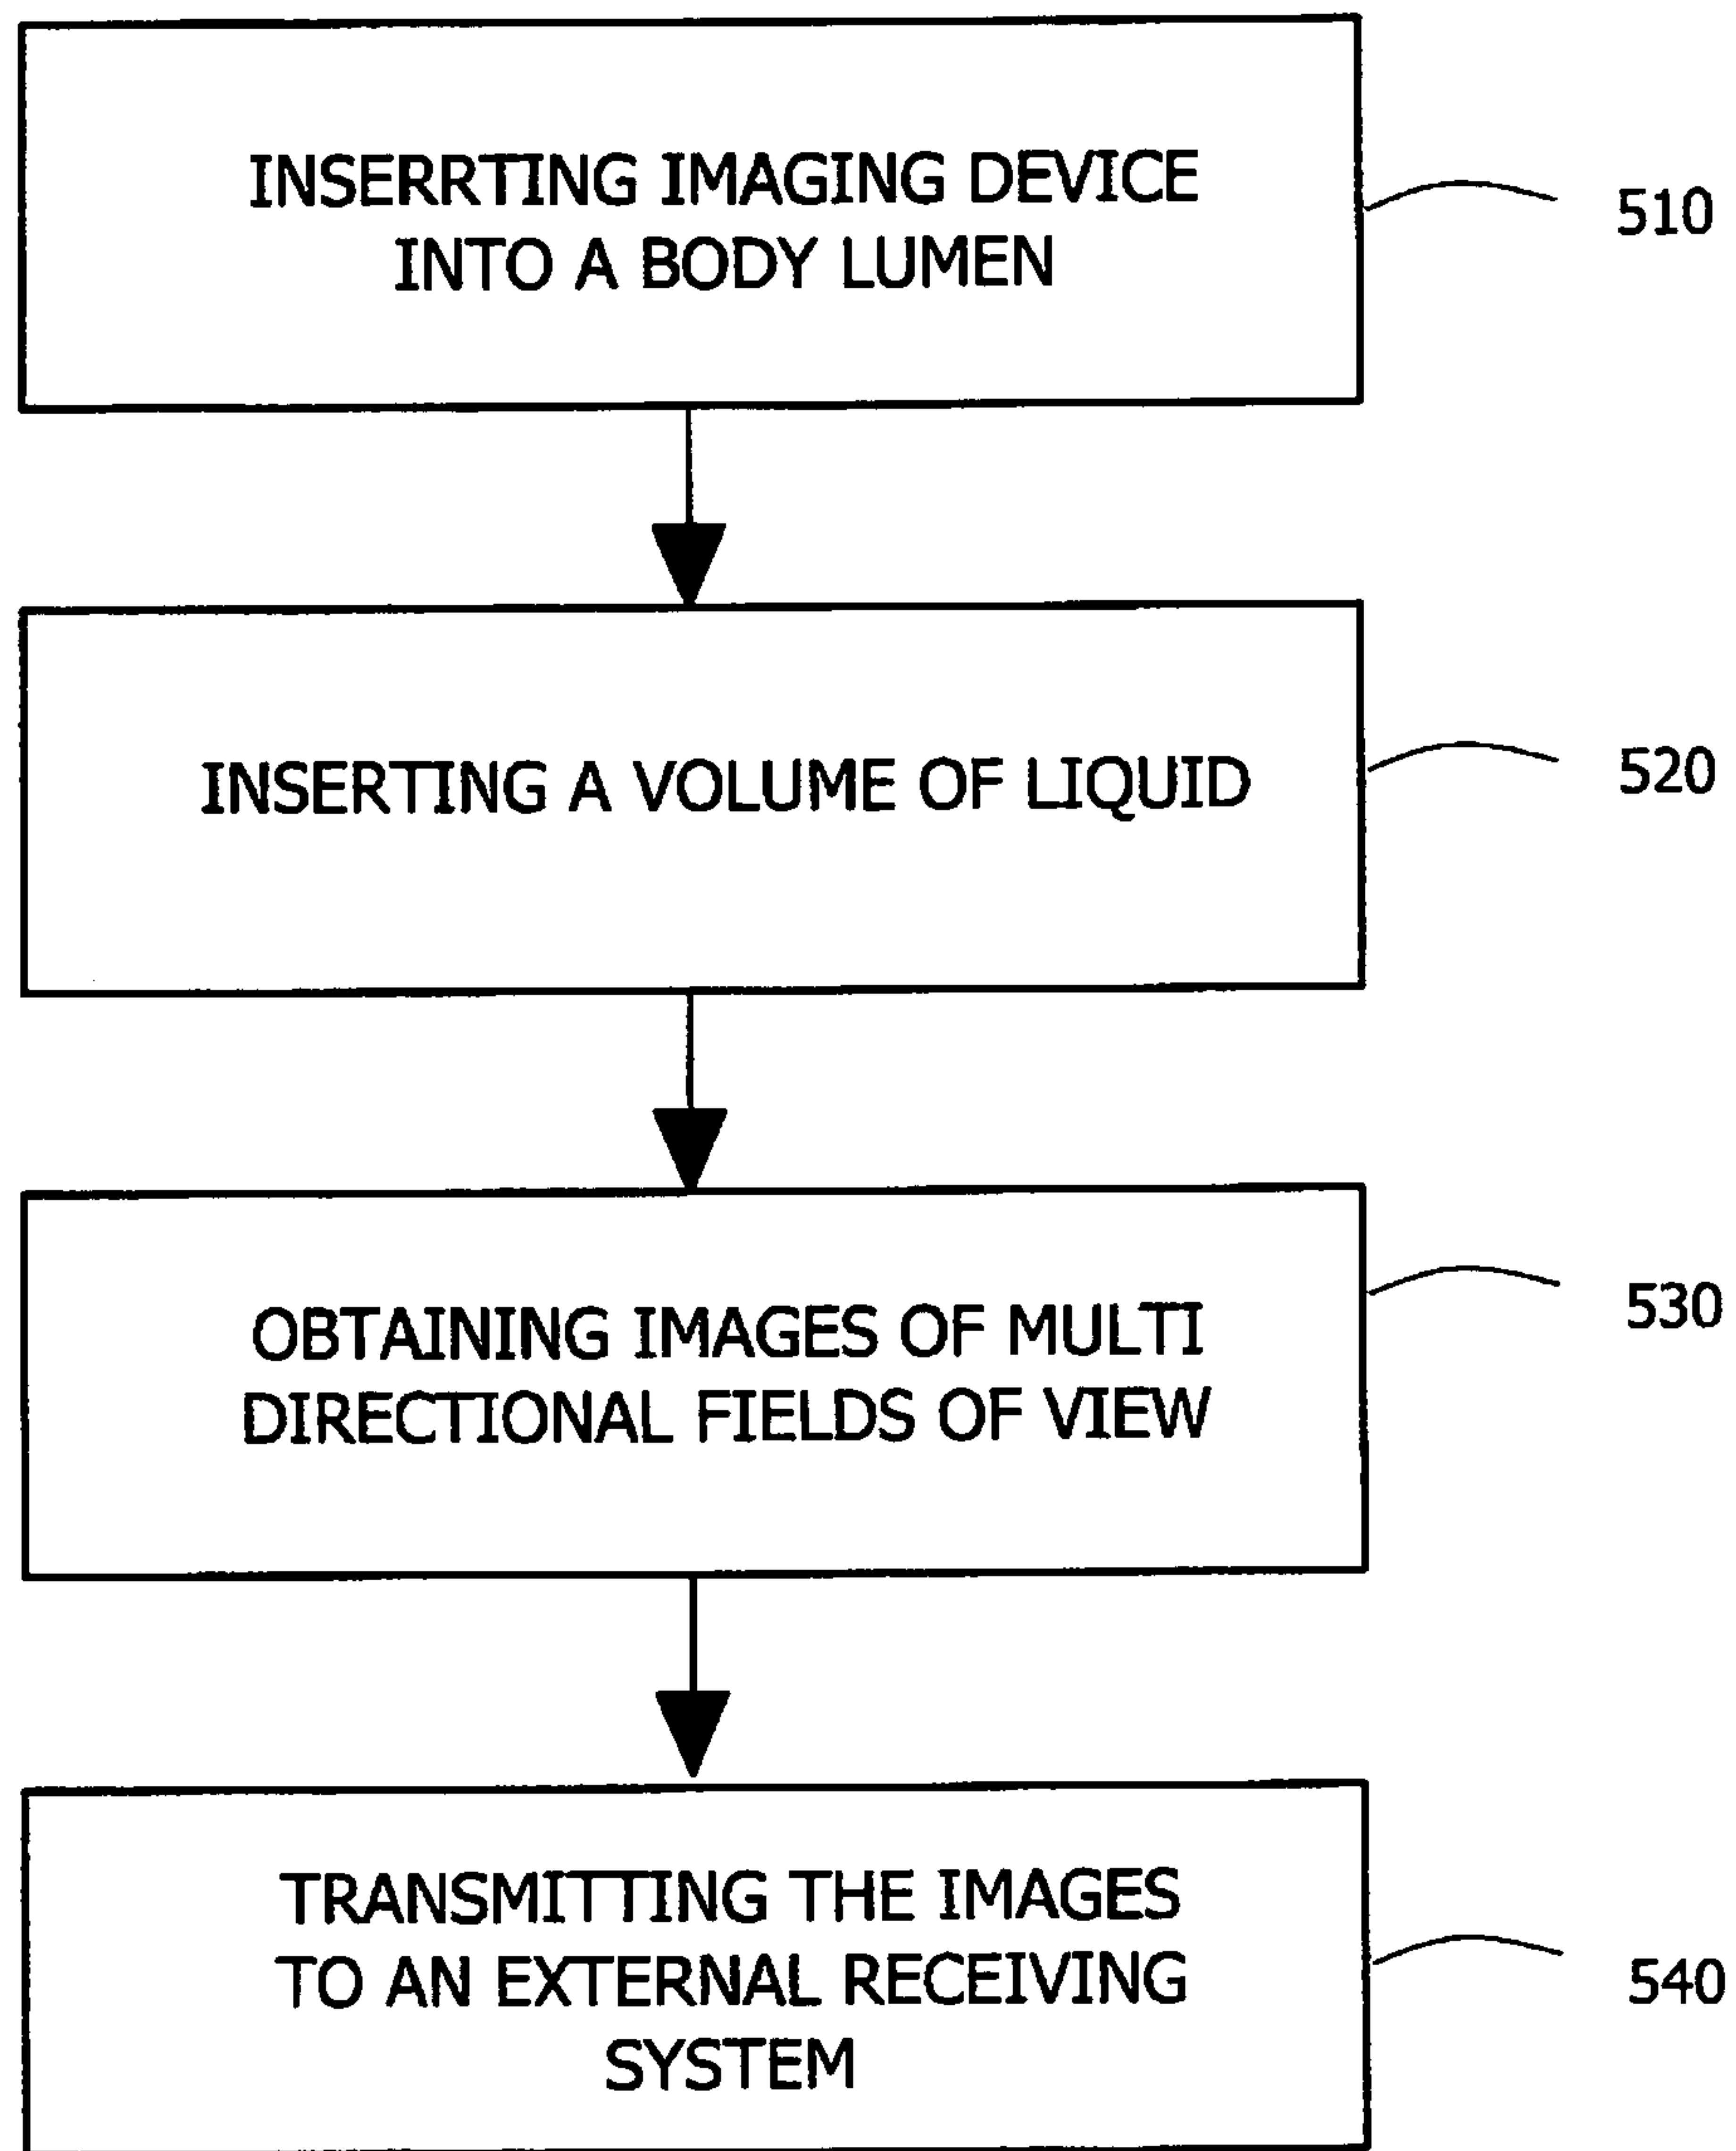 INSERRTING IMAGING DEVICE
INTO A BODY LUMEN
510
INSERTING A VOLUME OF LIQUID
520
OBTAINING IMAGES OF MULTI
DIRECTIONAL FIELDS OF VIEW
530
TRANSMITTING THE IMAGES
TO AN EXTERNAL RECEIVING
SYSTEM
540